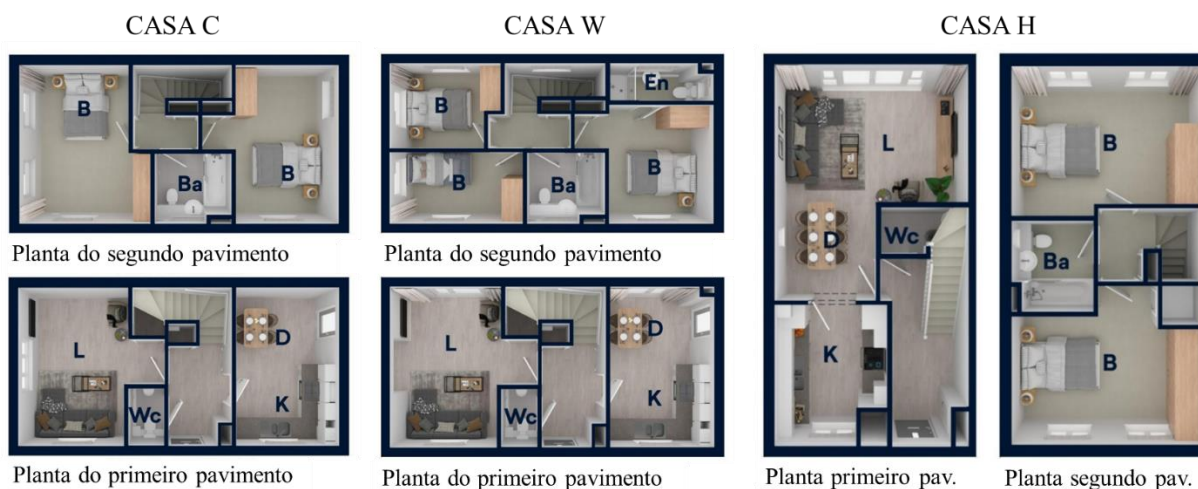 CASA C
CASA W
CASA H
B
B
Ba
Planta do segundo pavimento
B
En
B
B
Ba
Planta do segundo pavimento
L
D
K
Wc
Planta do primeiro pavimento
L
D
K
Wc
Planta do primeiro pavimento
L
D
Wc
K
Planta primeiro pav.
B
Ba
B
Planta segundo pav.